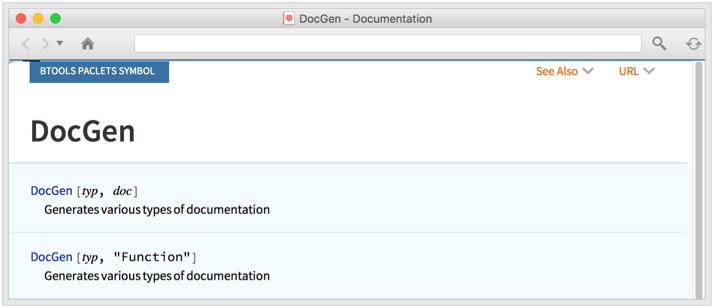 DocGen - Documentation
BTOOLS PACLETS SYMBOL See Also URL
DocGen
DocGen [typ, doc]
Generates various types of documentation
DocGen [typ, "Function"]
Generates various types of documentation